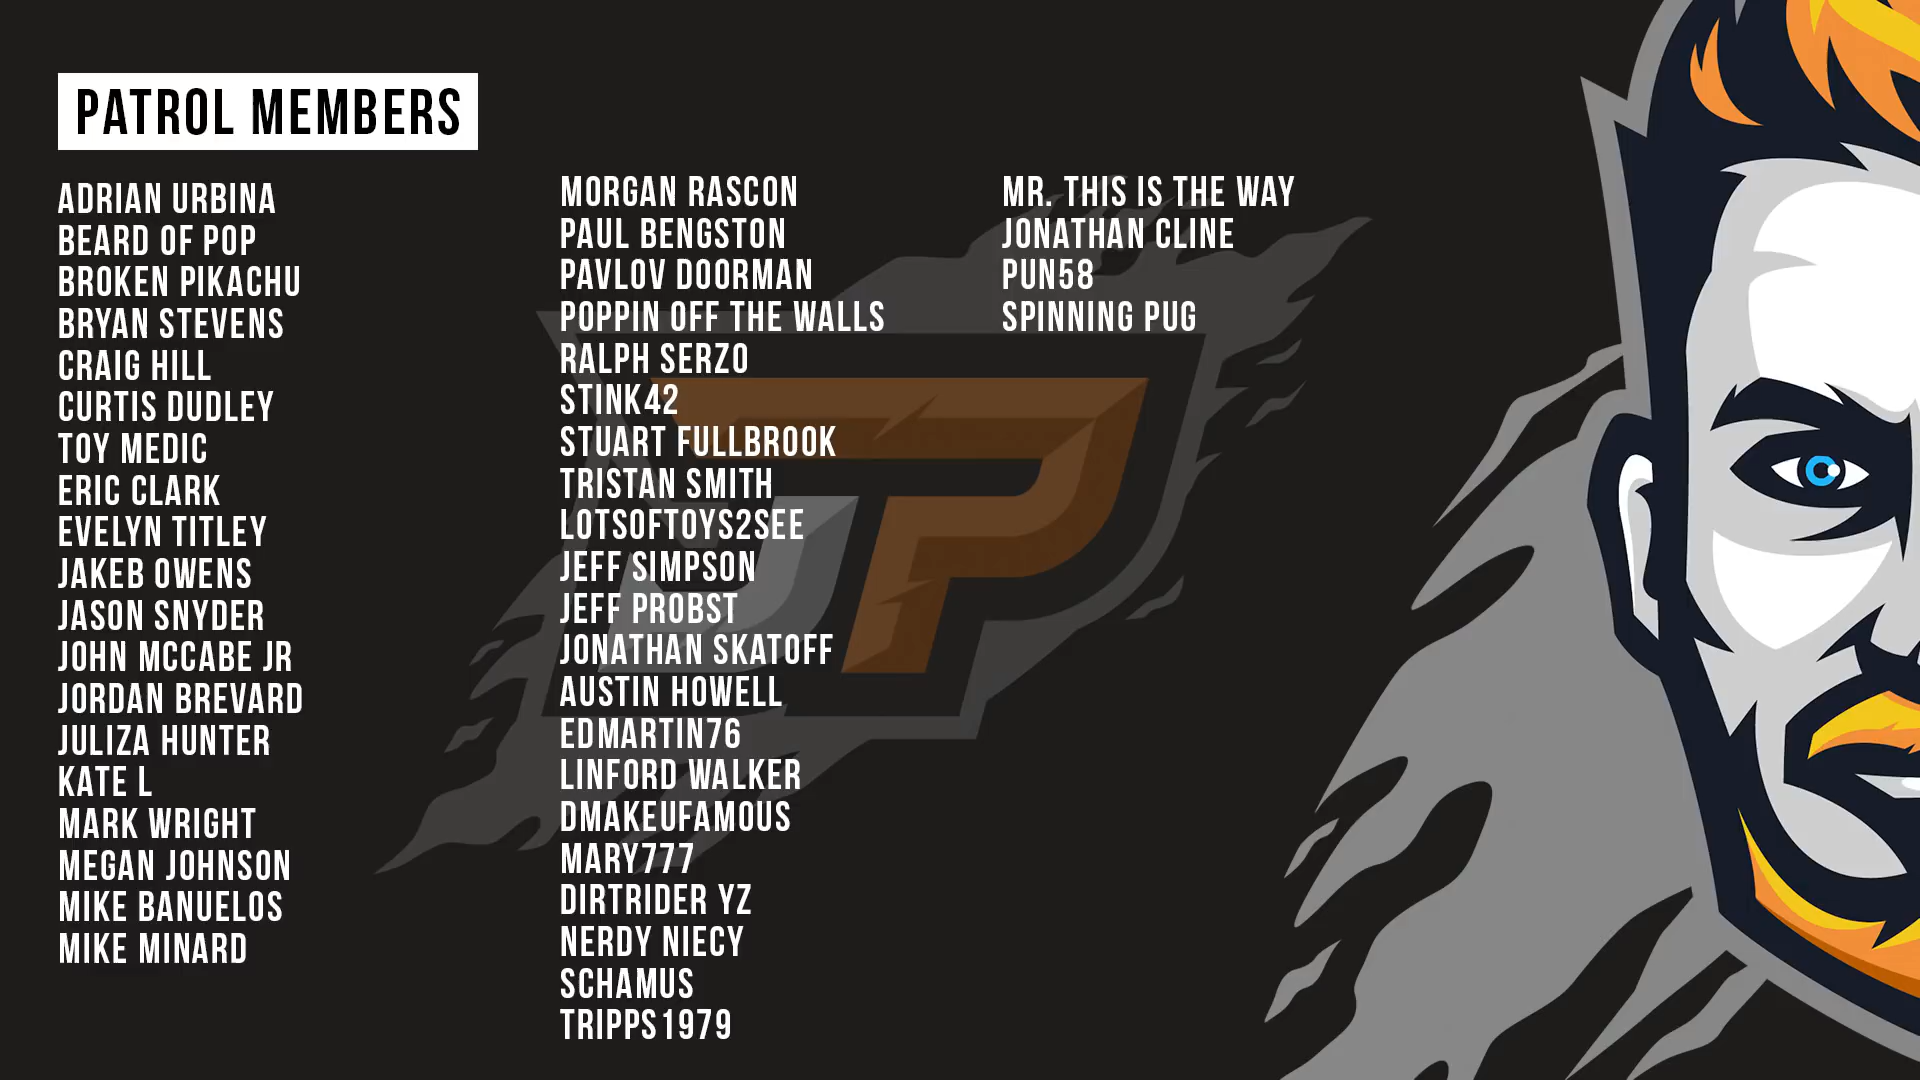 PATROL MEMBERS
ADRIAN URBINA
BEARD OF POP
BROKEN PIKACHU
BRYAN STEVENS
CRAIG HILL
CURTIS DUDLEY
TOY MEDIC
ERIC CLARK
EVELYN TITLEY
JAKEB OWENS
JASON SNYDER
JOHN MCCABE JR
JORDAN BREVARD
JULIZA HUNTER
KATE L
MARK WRIGHT
MEGAN JOHNSON
MIKE BANUELOS
MIKE MINARD
MORGAN RASCON
PAUL BENGSTON
PAVLOV DOORMAN
POPPIN OFF THE WALLS
RALPH SERZO
STINK42
STUART FULLBROOK
TRISTAN SMITH
LOTSOFTOYS2SEE
JEFF SIMPSON
JEFF PROBST
JONATHAN SKATOFF
AUSTIN HOWELL
EDMARTIN76
LINFORD WALKER
DMAKEUFAMOUS
MARY777
DIRTRIDER YZ
NERDY NIECY
SCHAMUS
TRIPPS1979
MR. THIS IS THE WAY
JONATHAN CLINE
PUN58
SPINNING PUG
JP